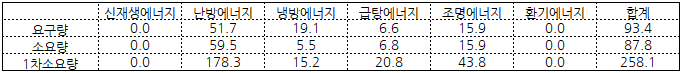 신재생에너지 난방에너지 냉방에너지 급탕에너지 조명에너지 환기에너지 합계
요구량 0.0 51.7 19.1 6.6 15.9 0.0 93.4
소요량 0.0 59.5 5.5 6.8 15.9 0.0 87.8
1차소요량 0.0 178.3 15.2 20.8 43.8 0.0 258.1